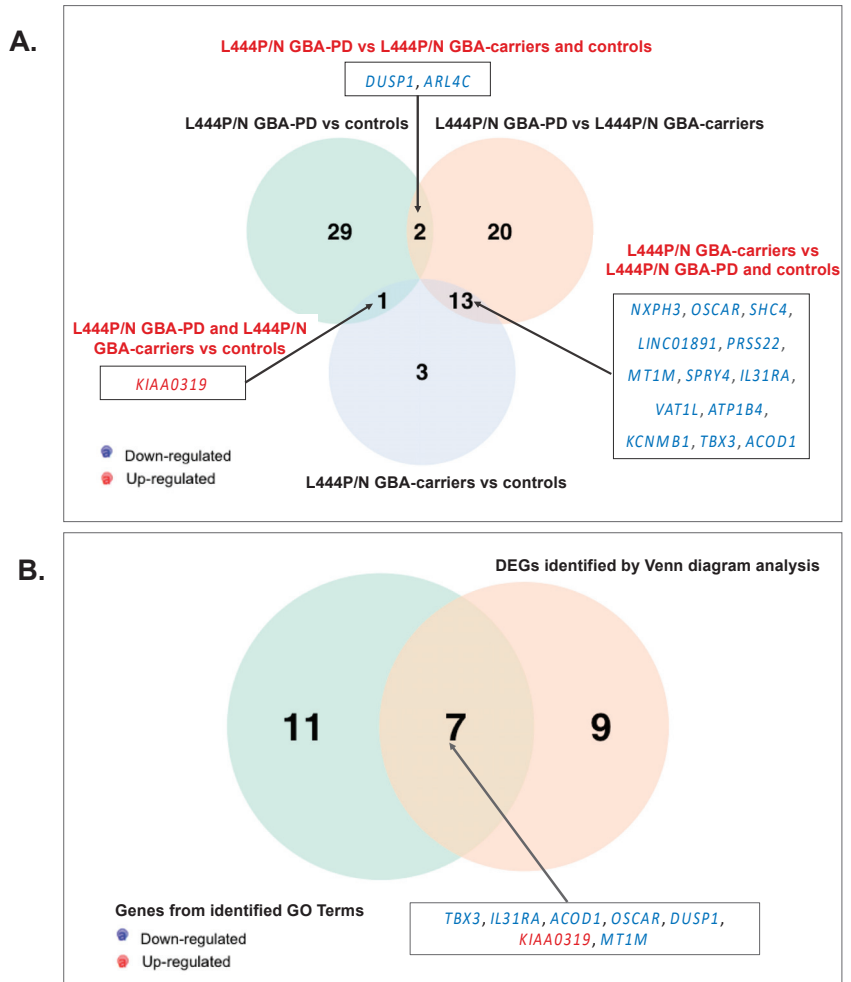 A.
L444P/N GBA-PD vs L444P/N GBA-carriers and controls
DUSP1, ARL4C
L444P/N GBA-PD vs controls
L444P/N GBA-PD vs L444P/N GBA-carriers
29
2
20
L444P/N GBA-carriers vs
L444P/N GBA-PD and controls
1
13
NXPH3, OSCAR, SHC4,
LINC01891, PRSS22,
MT1M, SPRY4, IL31RA,
VAT1L, ATP1B4,
KCNMB1, TBX3, ACOD1
L444P/N GBA-PD and L444P/N
GBA-carriers vs controls
KIAA0319
3
a Down-regulated
a Up-regulated
L444P/N GBA-carriers vs controls
B.
DEGs identified by Venn diagram analysis
11
7
9
Genes from identified GO Terms
a Down-regulated
a Up-regulated
TBX3, IL31RA, ACOD1, OSCAR, DUSP1,
KIAA0319, MT1M